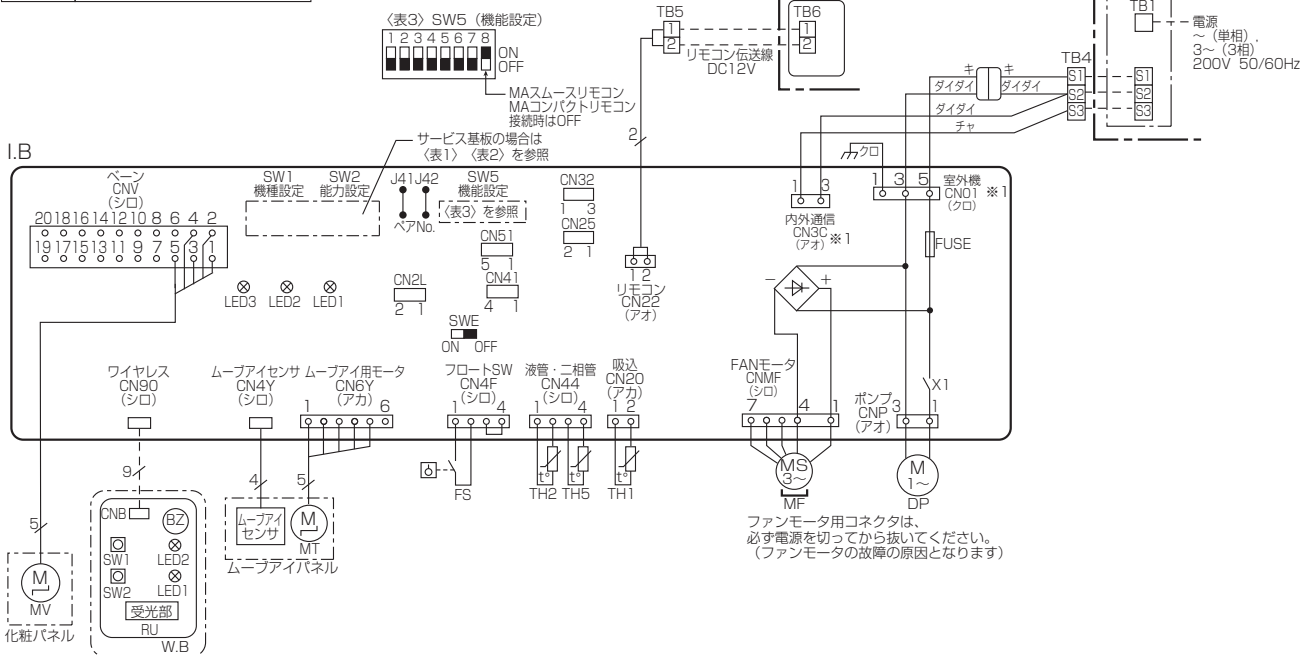 〈表3〉SW5（機能設定）
1 2 3 4 5 6 7 8
ON
OFF
MAスムースリモコン
MAコンパクトリモコン
接続時はOFF
TB5
1
2
リモコン伝送線
DC12V
TB6
1
2
TB1
電源
～（単相）,
3～（3相）
200V 50/60Hz
TB4
キ キ
ダイダイ ダイダイ
ダイダイ
チャ
S1 S1
S2 S2
S3 S3
2
サービス基板の場合は
〈表1〉〈表2〉を参照
I.B
ベーン
CNV
(シロ)
20 18 16 14 12 10 8 6 4 2
19 17 15 13 11 9 7 5 3 1
SW1
機種設定
SW2
能力設定
J41 J42
ペアNo.
SW5
機能設定
〈表3〉を参照
CN32
1 3
CN25
2 1
CN51
5 1
CN41
4 1
CN2L
2 1
LED3 LED2 LED1
SWE
ON OFF
1 2
リモコン
CN22
(アオ)
クロ
1 3
内外通信
CN3C ※1
(アオ)
1 3 5
室外機
CN01 ※1
(クロ)
FUSE
− +
X1
ワイヤレス
CN90
(シロ)
ムーブアイセンサ
CN4Y
(シロ)
ムーブアイ用モータ
CN6Y
(アカ)
1 6
フロートSW
CN4F
(シロ)
1 4
液管・二相管
CN44
(シロ)
1 4
吸込
CN20
(アカ)
1 2
FANモータ
CNMF
(シロ)
7 4 1
ポンプ
CNP
(アオ)
3 1
5
9
4
5
FS
t° t° t°
TH2 TH5 TH1
MS
3～
MF
M
1～
DP
ファンモータ用コネクタは、
必ず電源を切ってから抜いてください。
（ファンモータの故障の原因となります）
M
MV
化粧パネル
CNB
BZ
SW1
LED2
SW2
LED1
受光部
RU
W.B
ムーブアイ
センサ
M
MT
ムーブアイパネル